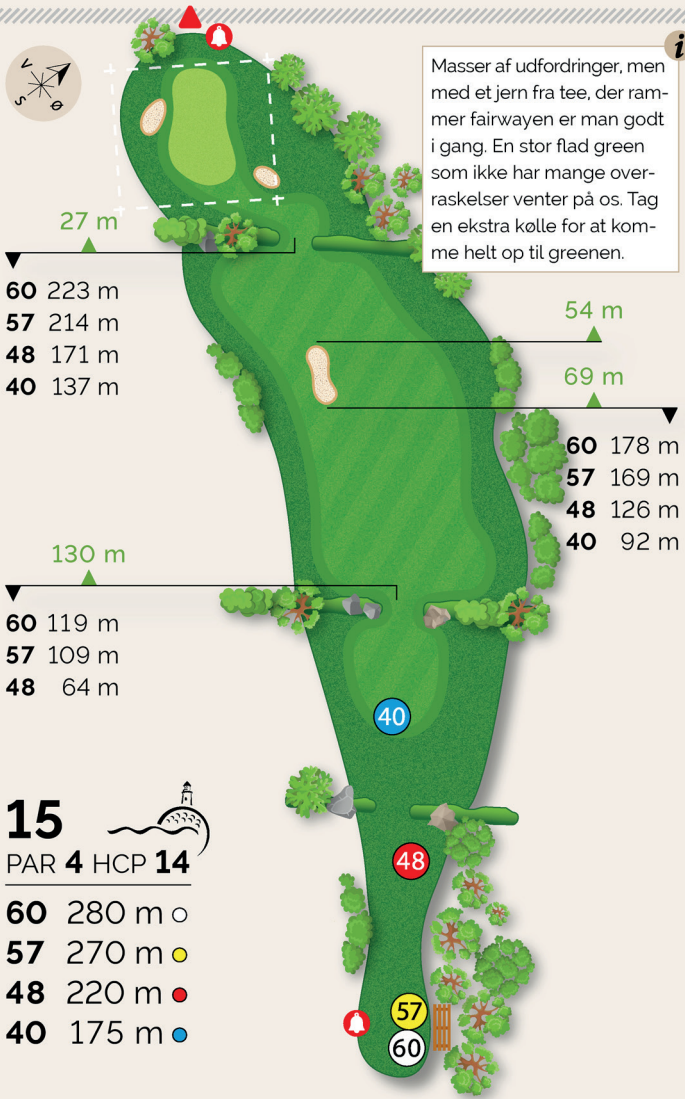 V
S
Ø
i
Masser af udfordringer, men
med et jern fra tee, der ram-
mer fairwayen er man godt
i gang. En stor flad green
som ikke har mange over-
raskelser venter på os. Tag
en ekstra kølle for at kom-
me helt op til greenen.
27 m
60 223 m
57 214 m
48 171 m
40 137 m
54 m
69 m
60 178 m
57 169 m
48 126 m
40 92 m
130 m
60 119 m
57 109 m
48 64 m
40
48
57
60
15
PAR 4 HCP 14
60 280 m
57 270 m
48 220 m
40 175 m